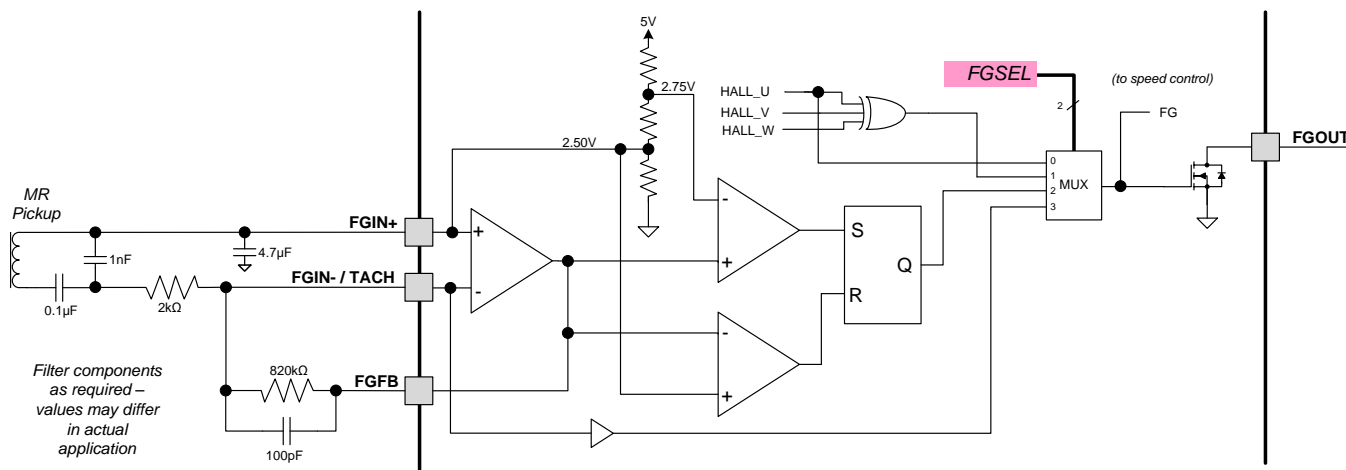 5V
FGSEL
(to speed control)
2.75V
HALL_U
HALL_V
HALL_W
2
FG
2.50V
FGOUT
0
1
2
3
MUX
MR
Pickup
FGIN+
+
-
4.7µF
1nF
FGIN- / TACH
0.1µF
2kΩ
-
+
S
Q
R
-
+
Filter components
as required –
values may differ
in actual
application
820kΩ
FGFB
100pF